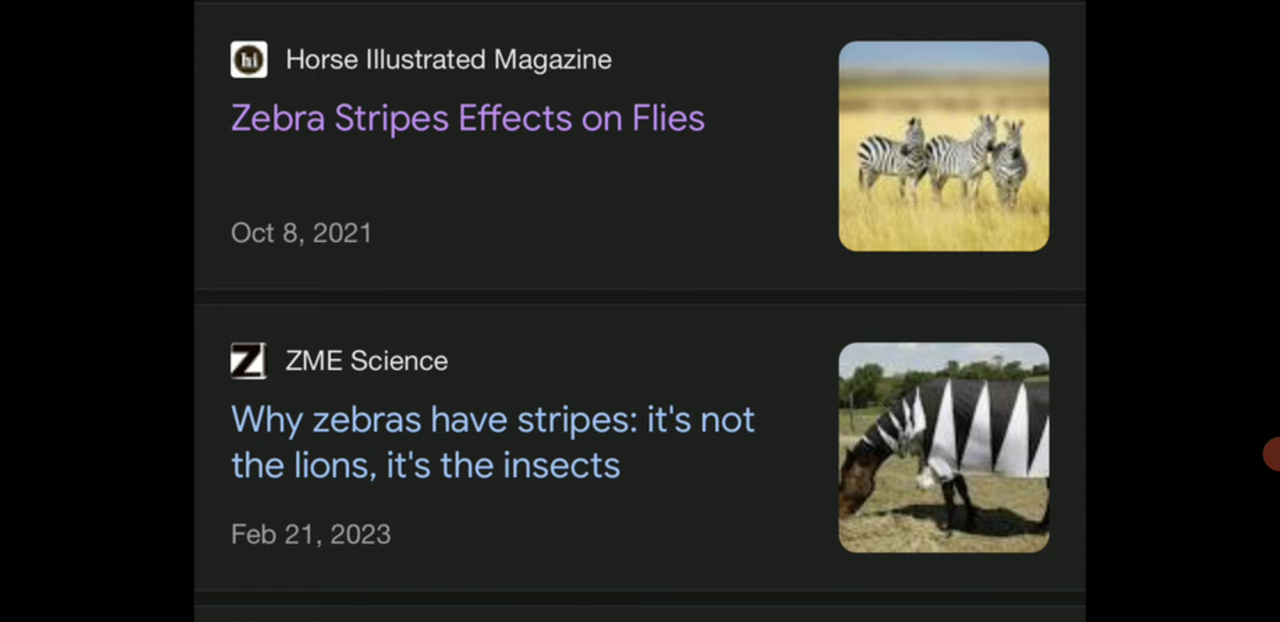 hi Horse Illustrated Magazine
Zebra Stripes Effects on Flies
Oct 8, 2021
Z ZME Science
Why zebras have stripes: it's not
the lions, it's the insects
Feb 21, 2023